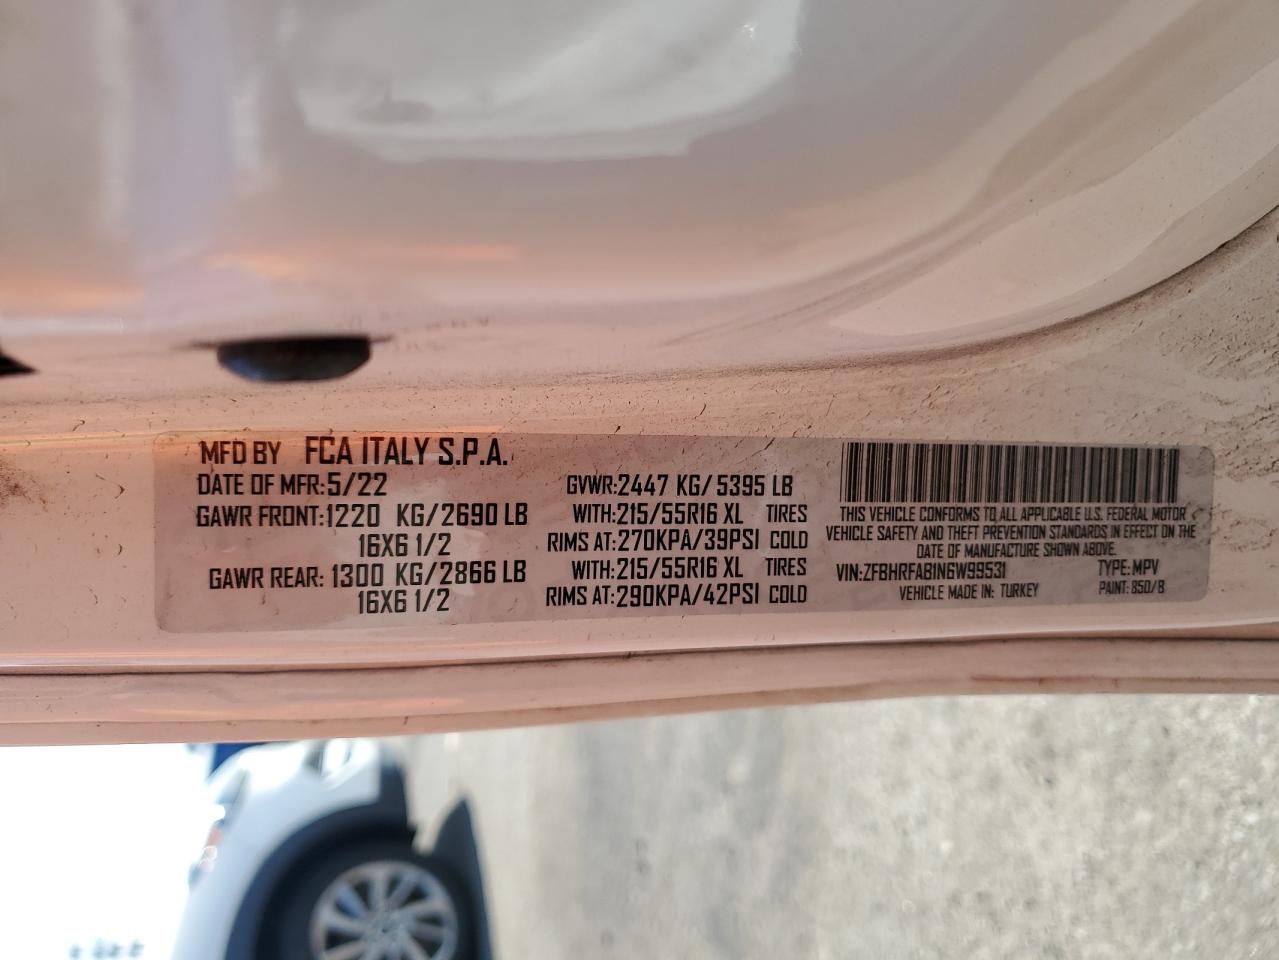 MFD BY FCA ITALY S.P.A.
DATE OF MFR:5/22
GAWR FRONT:1220 KG/2690 LB
16X6 1/2
GAWR REAR: 1300 KG/2866 LB
16X6 1/2
GVWR:2447 KG/5395 LB
WITH:215/55R16 XL TIRES
RIMS AT:270KPA/39PSI COLD
WITH:215/55R16 XL TIRES
RIMS AT:290KPA/42PSI COLD
THIS VEHICLE CONFORMS TO ALL APPLICABLE U.S. FEDERAL MOTOR
VEHICLE SAFETY AND THEFT PREVENTION STANDARDS IN EFFECT ON THE
DATE OF MANUFACTURE SHOWN ABOVE.
VIN:ZFBHRFAB1N6W99531 TYPE:MPV
VEHICLE MADE IN: TURKEY PAINT: 850/B